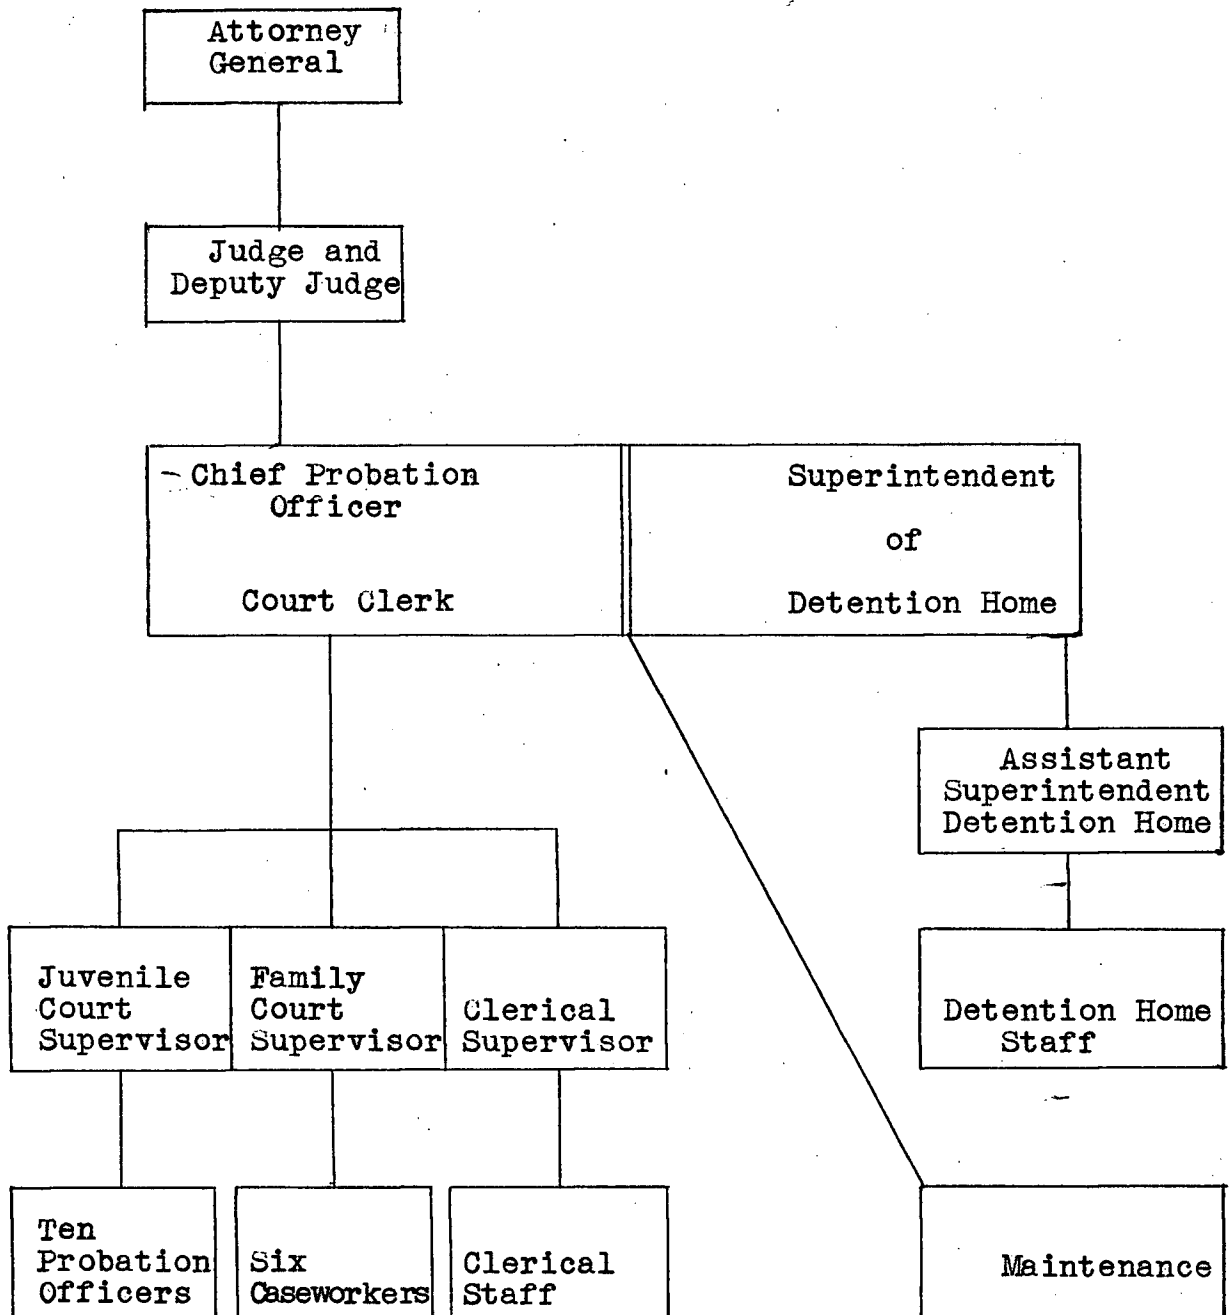 Attorney
General
Judge and
Deputy Judge
Chief Probation
Officer
Court Clerk
Superintendent
of
Detention Home
Assistant
Superintendent
Detention Home
Juvenile
Court
Supervisor
Family
Court
Supervisor
Clerical
Supervisor
Detention Home
Staff
Ten
Probation
Officers
Six
Caseworkers
Clerical
Staff
Maintenance